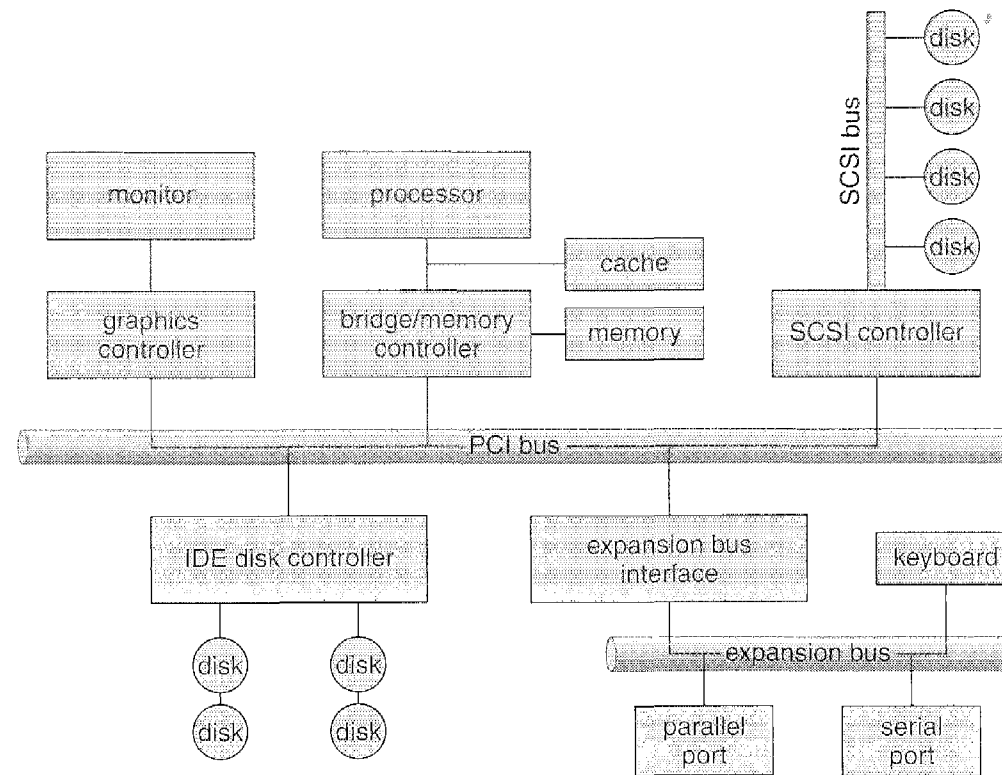 disk
disk
disk
disk
SCSI bus
monitor
processor
cache
graphics
controller
bridge/memory
controller
memory
SCSI controller
PCI bus
IDE disk controller
expansion bus
interface
keyboard
disk
disk
disk
disk
expansion bus
parallel
port
serial
port